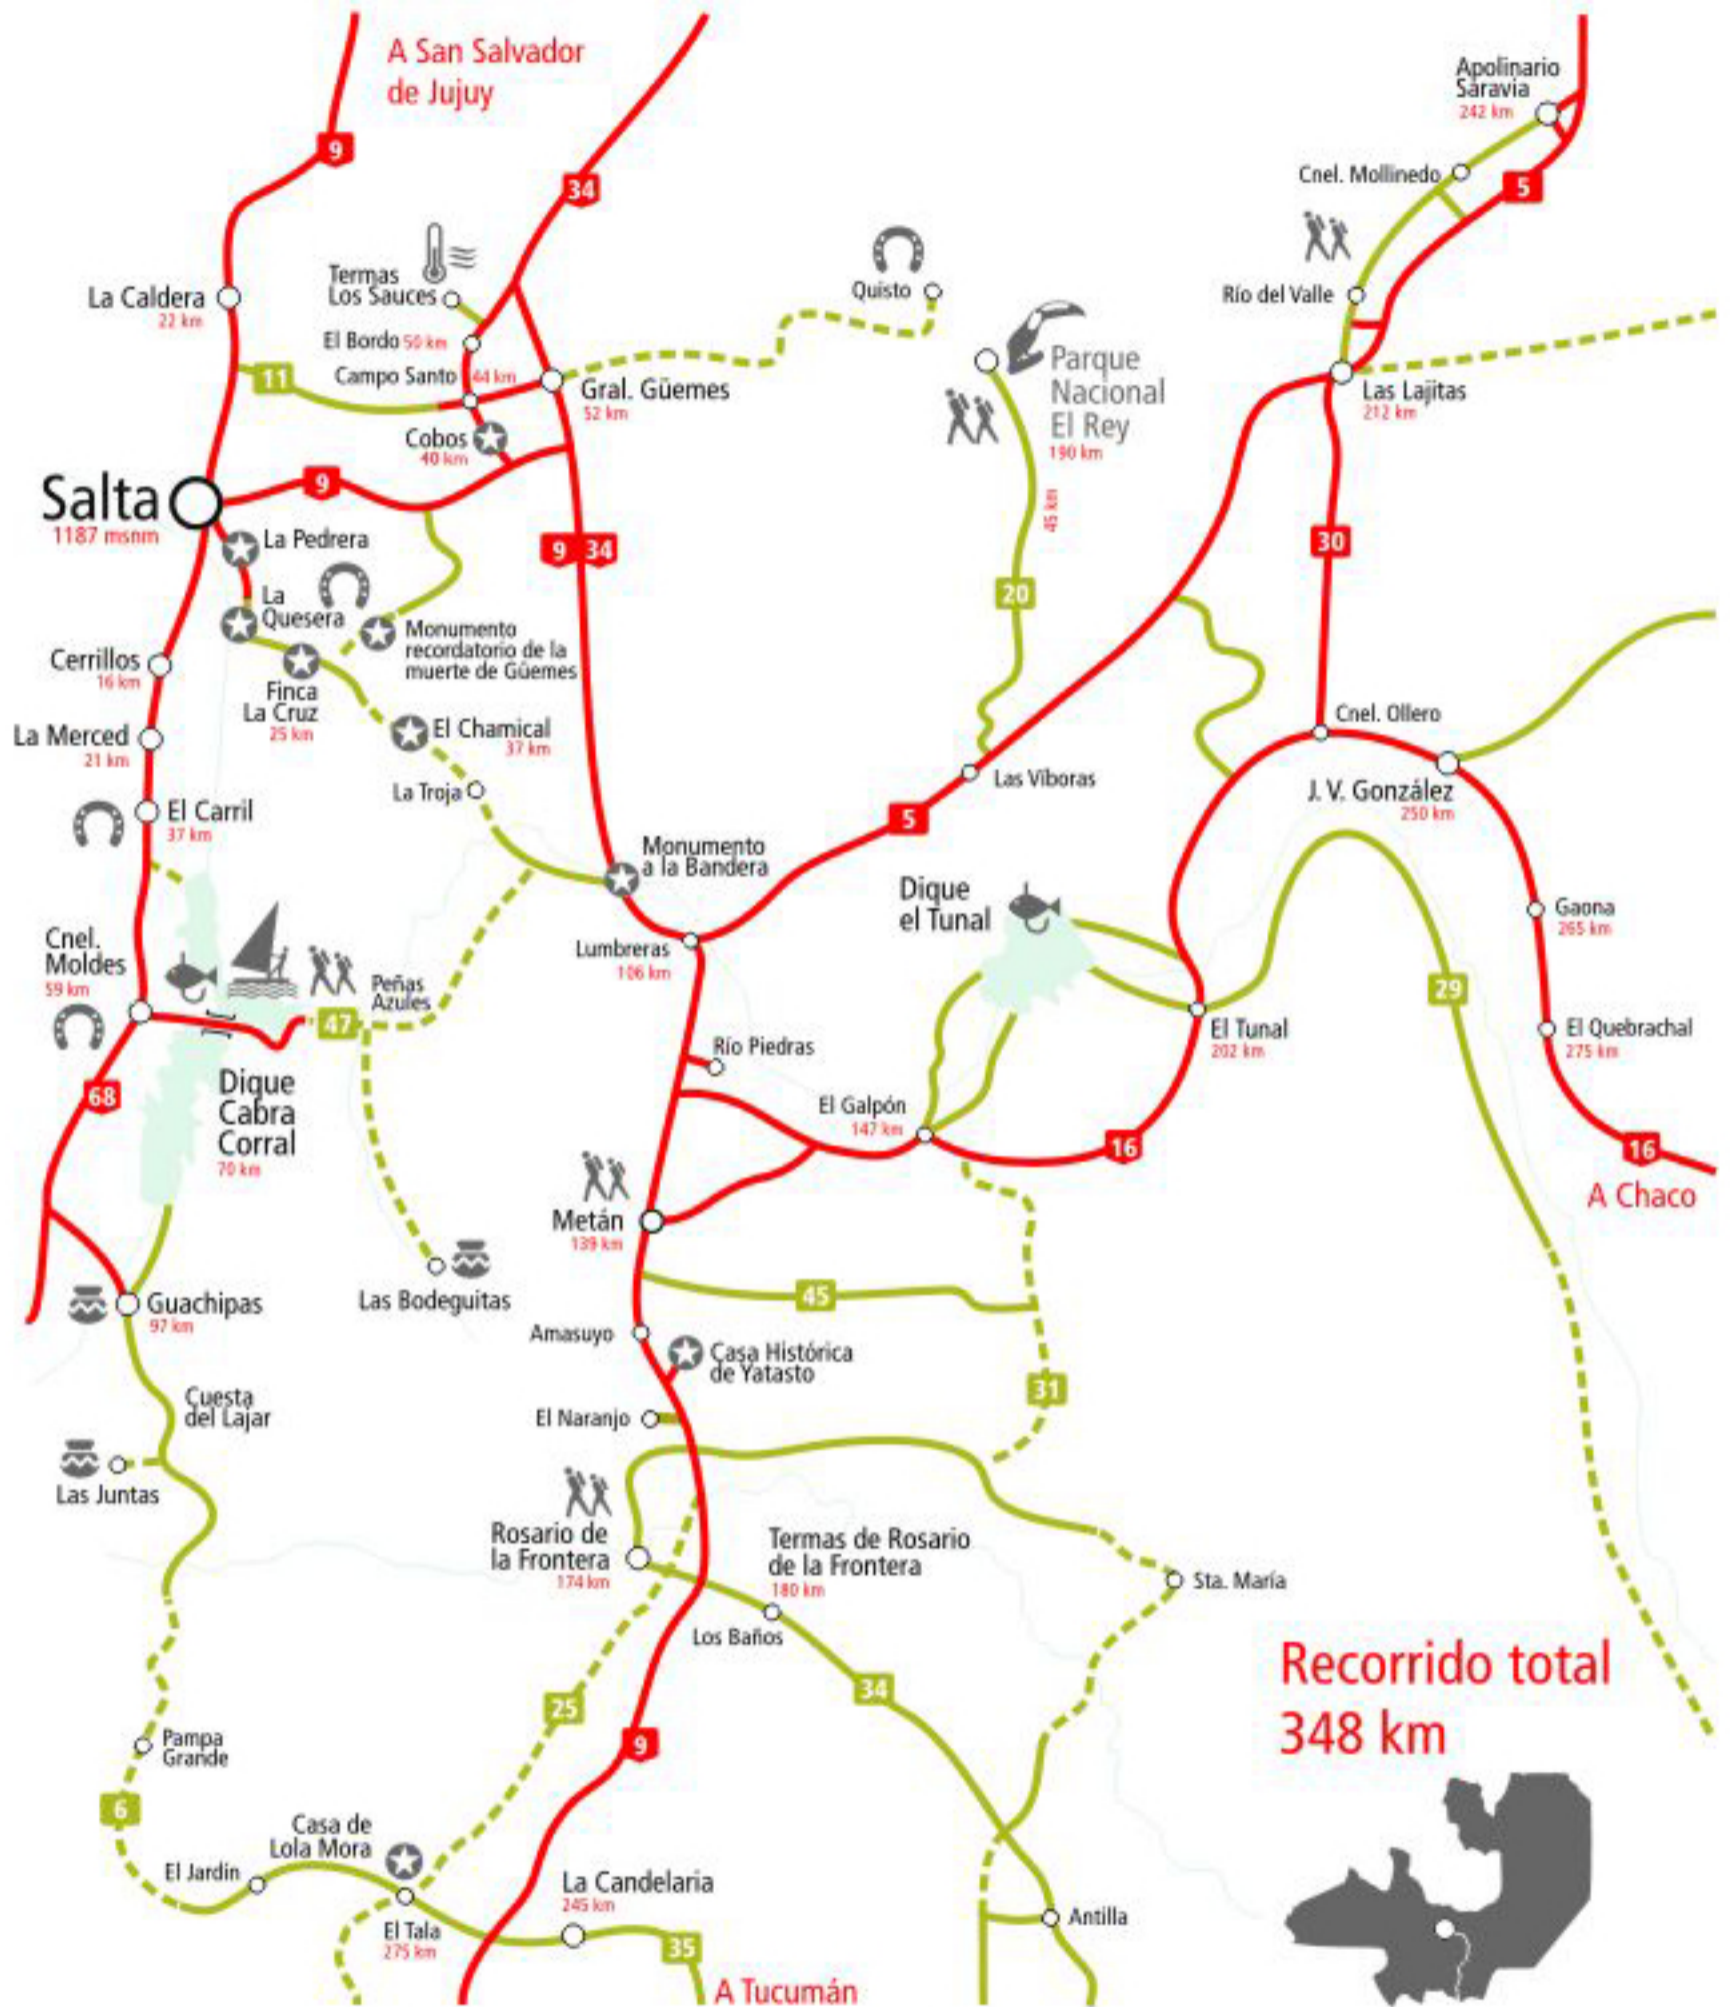 A San Salvador
de Jujuy
9
34
Apolinario
Saravia
242 km
Cnel. Mollinedo
5
Termas
Los Sauces
Quisto
Río del Valle
La Caldera
22 km
El Bordo 50 km
Campo Santo 44 km
11
Gral. Güemes
52 km
Parque
Nacional
El Rey
190 km
45 km
Las Lajitas
212 km
Cobos
40 km
Salta
1187 msnm
9
La Pedrera
9 34
30
20
La
Quesera
Monumento
recordatorio de la
muerte de Güemes
Cerrillos
16 km
Finca
La Cruz
25 km
La Merced
21 km
El Chamical
37 km
Cnel. Ollero
La Troja
Las Víboras
J. V. González
250 km
El Carril
37 km
5
Monumento
a la Bandera
Dique
el Tunal
Gaona
265 km
Cnel.
Moldes
59 km
Lumbreras
106 km
Peñas
Azules
29
47
El Tunal
202 km
El Quebrachal
275 km
Río Piedras
68
Dique
Cabra
Corral
70 km
El Galpón
147 km
16
16
A Chaco
Metán
139 km
Guachipas
97 km
Las Bodeguitas
45
Amasuyo
Casa Histórica
de Yatasto
31
Cuesta
del Lajar
El Naranjo
Las Juntas
Rosario de
la Frontera
174 km
Termas de Rosario
de la Frontera
180 km
Sta. María
Los Baños
Recorrido total
348 km
34
25
9
Pampa
Grande
6
Casa de
Lola Mora
El Jardín
La Candelaria
245 km
El Tala
275 km
Antilla
35
A Tucumán